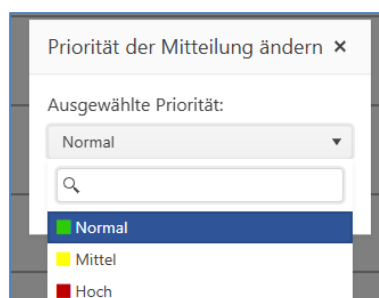 Priorität der Mitteilung ändern ×
Ausgewählte Priorität:
Normal
Normal
Mittel
Hoch